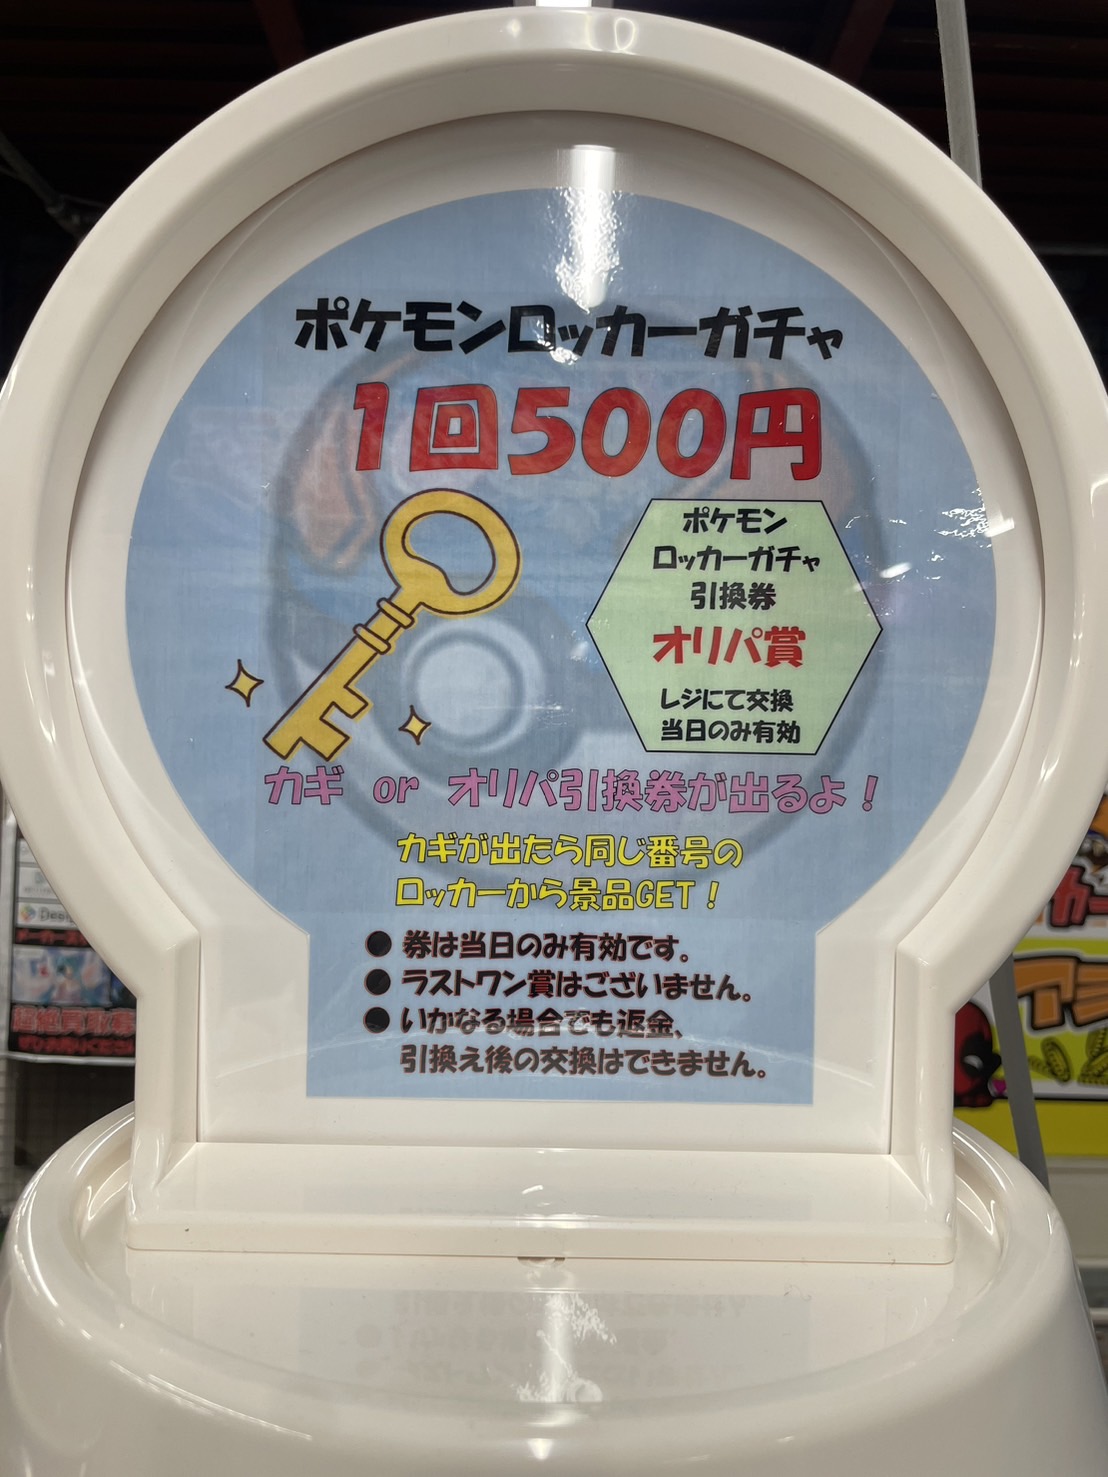 ポケモンロッカーガチャ
1回500円
ポケモン
ロッカーガチャ
引換券
オリパ賞
レジにて交換
当日のみ有効
カギ or オリパ引換券が出るよ！
カギが出たら同じ番号の
ロッカーから景品GET！
●券は当日のみ有効です。
●ラストワン賞はございません。
●いかなる場合でも返金、
引換え後の交換はできません。